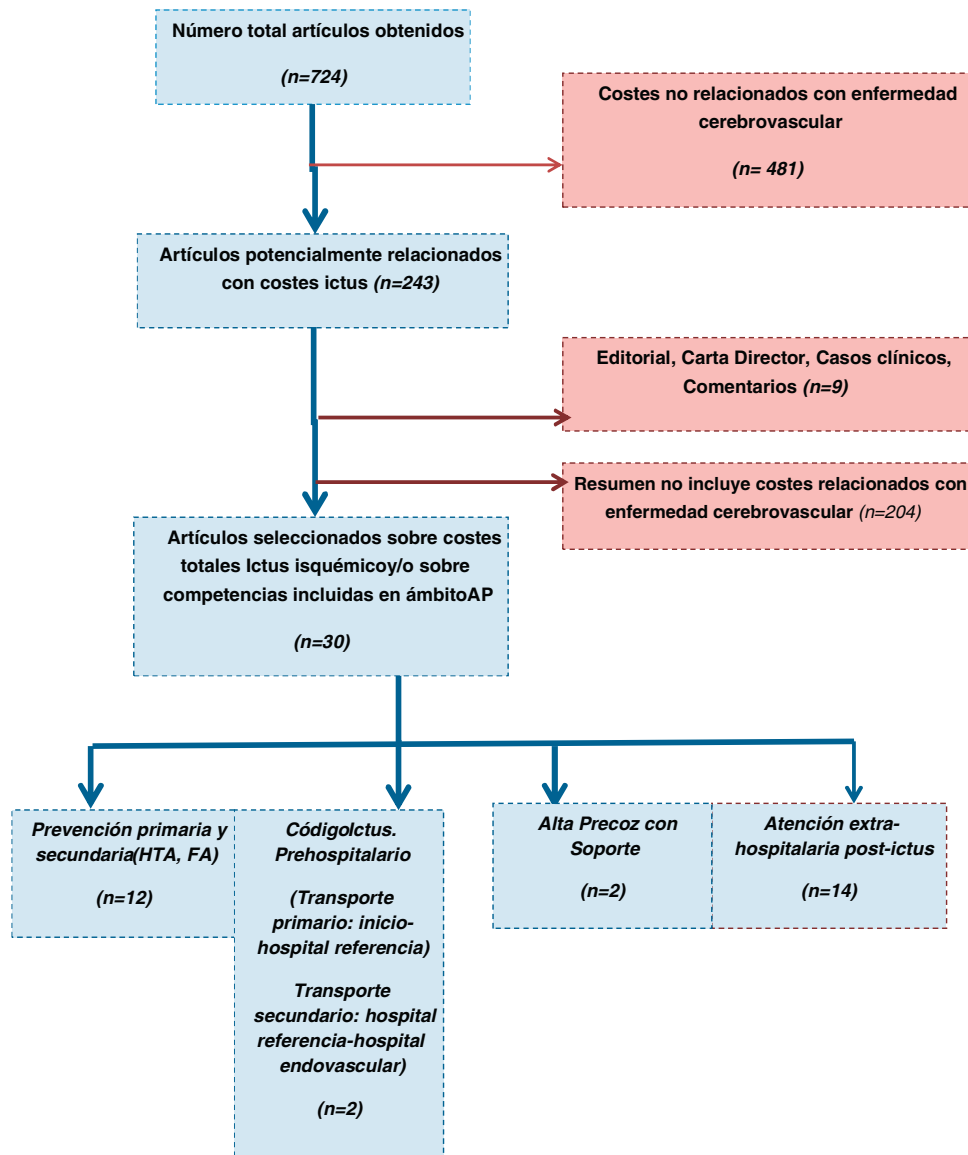 Número total artículos obtenidos
(n=724)
Costes no relacionados con enfermedad
cerebrovascular
(n= 481)
Artículos potencialmente relacionados
con costes ictus (n=243)
Editorial, Carta Director, Casos clínicos,
Comentarios (n=9)
Resumen no incluye costes relacionados con
enfermedad cerebrovascular (n=204)
Artículos seleccionados sobre costes
totales Ictus isquémicoy/o sobre
competencias incluidas en ámbitoAP
(n=30)
Prevención primaria y
secundaria(HTA, FA)
(n=12)
CódigoIctus.
Prehospitalario
(Transporte
primario: inicio-
hospital referencia)
Transporte
secundario: hospital
referencia-hospital
endovascular)
(n=2)
Alta Precoz con
Soporte
(n=2)
Atención extra-
hospitalaria post-ictus
(n=14)